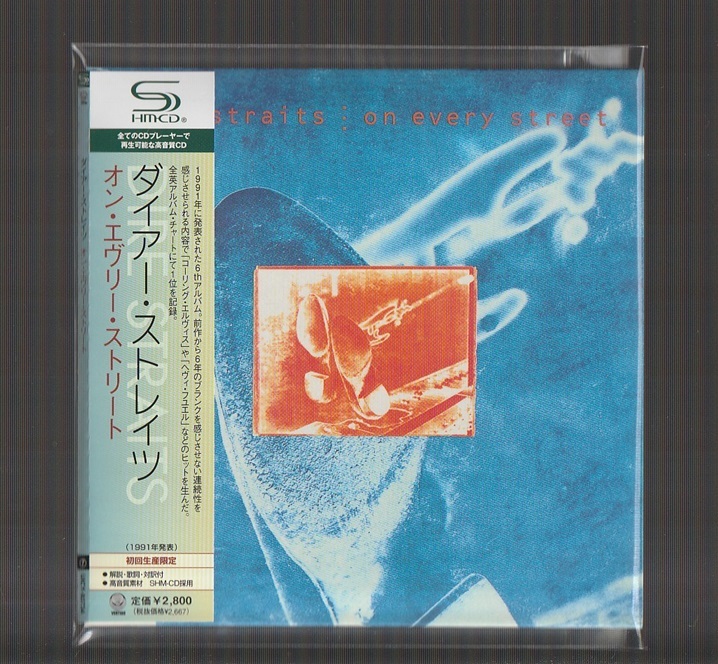 SHM-CD®
全てのCDプレーヤーで
再生可能な高音質CD
straits : on every street
DIRE STRAITS
ダイアー・ストレイツ
オン・エヴリー・ストリート
1991年に発表された6thアルバム。前作から6年のブランクを感じさせない連続性を
感じさせられる内容で「コーリング・エルヴィス」や「ヘヴィ・フュエル」などのヒットを生んだ。
全英アルバム・チャートにて1位を記録。
(1991年発表)
初回生産限定
● 解説・歌詞・対訳付
● 高音質素材 SHM-CD採用
定価￥2,800
(税抜価格¥2,667)